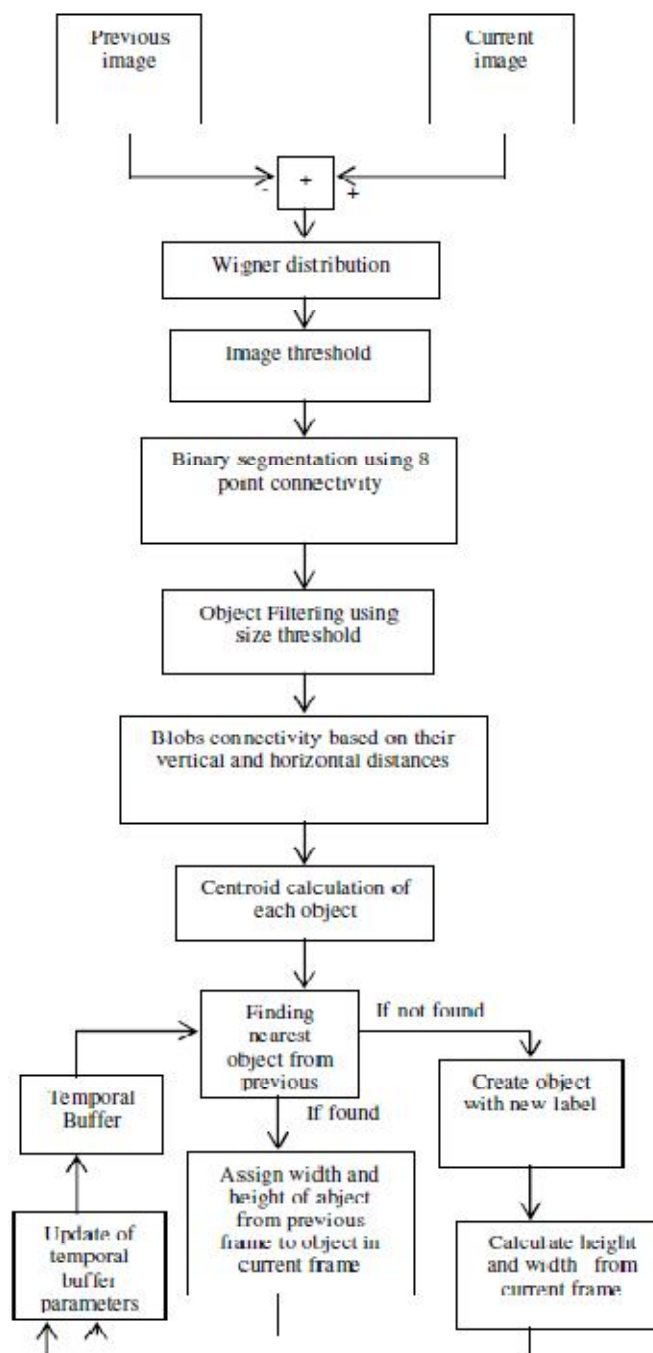 Previous
image
Current
image
+
-
+
Wigner distribution
Image threshold
Binary segmentation using 8
point connectivity
Object Filtering using
size threshold
Blobs connectivity based on their
vertical and horizontal distances
Centroid calculation of
each object
Finding
nearest
object from
previous
If not found
Temporal
Buffer
If found
Create object
with new label
Assign width and
height of abject
from previous
frame to object in
current frame
Update of
temporal
buffer
parameters
Calculate height
and width from
current frame